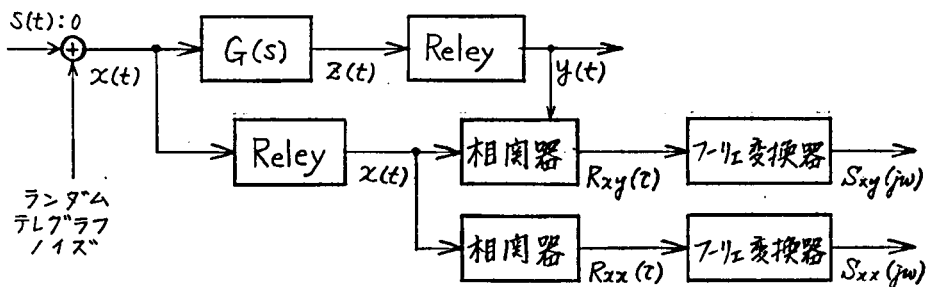 S(t):0
x(t)
G(s)
z(t)
Reley
y(t)
Reley
x(t)
相関器
Rxy(τ)
フーリエ変換器
Sxy(jω)
ランダム
テレグラフ
ノイズ
相関器
Rxx(τ)
フーリエ変換器
Sxx(jω)